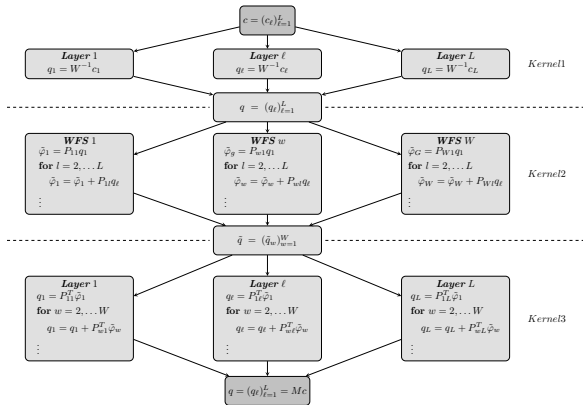 c = (c_ℓ)_{ℓ=1}^L
Layer 1
q_1 = W^{-1}c_1
Layer ℓ
q_ℓ = W^{-1}c_ℓ
Layer L
q_L = W^{-1}c_L
Kernel1
q = (q_ℓ)_{ℓ=1}^L
WFS 1
φ̃_1 = P_{11}q_1
for l = 2, … L
φ̃_1 = φ̃_1 + P_{1l}q_ℓ
⋮
WFS w
φ̃_g = P_{w1}q_1
for l = 2, … L
φ̃_w = φ̃_w + P_{wl}q_ℓ
⋮
WFS W
φ̃_G = P_{W1}q_1
for l = 2, … L
φ̃_W = φ̃_W + P_{Wl}q_ℓ
⋮
Kernel2
q̃ = (q̃_w)_{w=1}^W
Layer 1
q_1 = P_{11}^T φ̃_1
for w = 2, … W
q_1 = q_1 + P_{w1}^T φ̃_w
⋮
Layer ℓ
q_ℓ = P_{1ℓ}^T φ̃_1
for w = 2, … W
q_ℓ = q_ℓ + P_{wℓ}^T φ̃_w
⋮
Layer L
q_L = P_{1L}^T φ̃_1
for w = 2, … W
q_L = q_L + P_{wL}^T φ̃_w
⋮
Kernel3
q = (q_ℓ)_{ℓ=1}^L = Mc